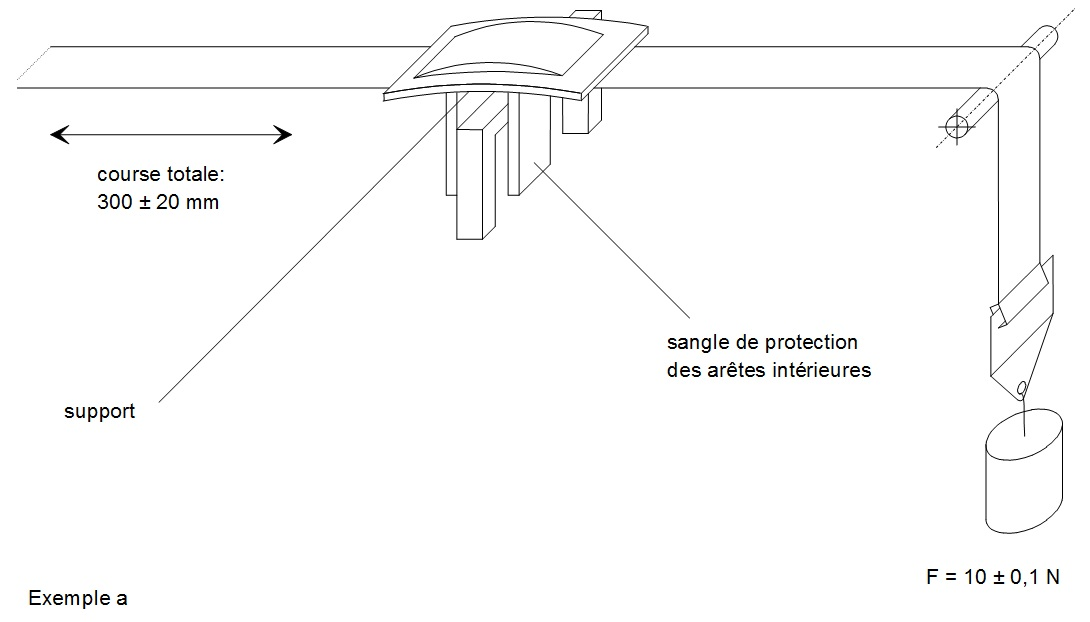 course totale:
300 ± 20 mm
sangle de protection
des arêtes intérieures
support
F = 10 ± 0,1 N
Exemple a